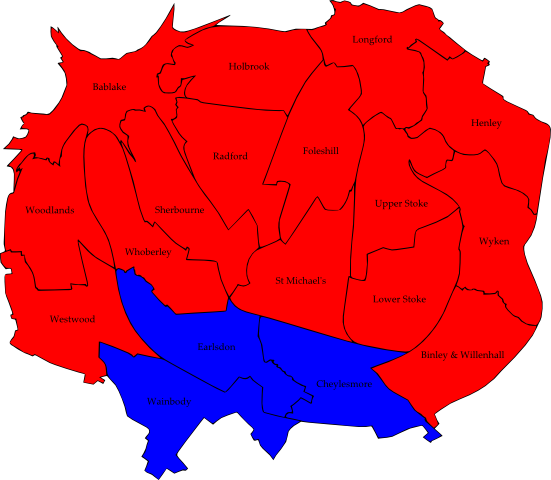 Longford
Holbrook
Bablake
Henley
Foleshill
Radford
Upper Stoke
Woodlands
Sherbourne
Wyken
Whoberley
St Michael's
Lower Stoke
Westwood
Earlsdon
Binley & Willenhall
Cheylesmore
Wainbody